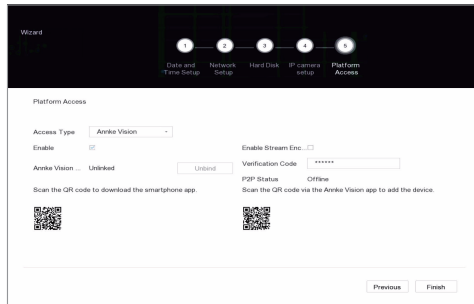 Wizard
1 2 3 4 5
Date and Time Setup
Network Setup
Hard Disk
IP camera setup
Platform Access
Platform Access
Access Type Annke Vision
Enable Enable Stream Enc...
Annke Vision ... Unlinked Unbind Verification Code ******
P2P Status Offline
Scan the QR code to download the smartphone app. Scan the QR code via the Annke Vision app to add the device.
Previous Finish